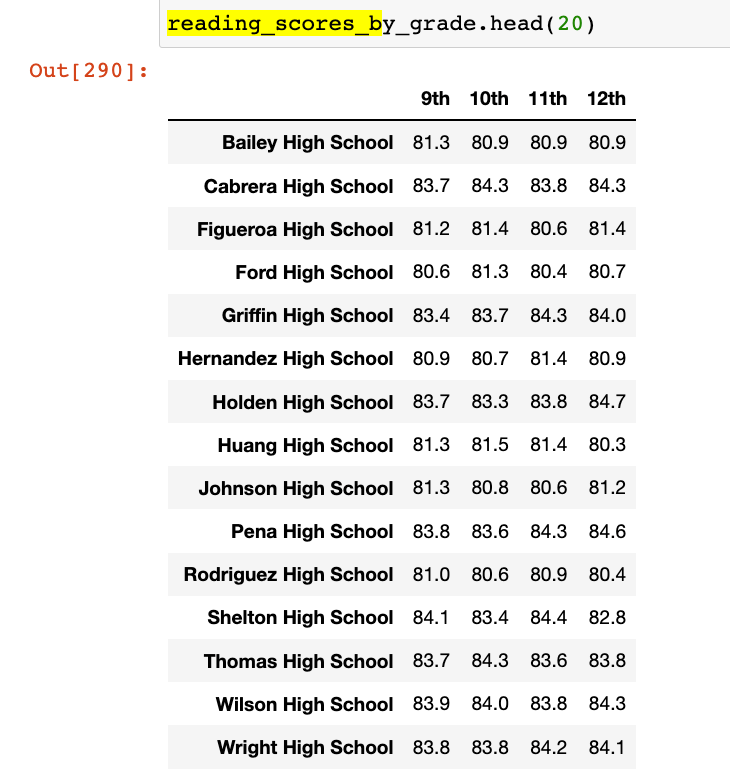 reading_scores_by_grade.head(20)
Out[290]:
9th 10th 11th 12th
Bailey High School 81.3 80.9 80.9 80.9
Cabrera High School 83.7 84.3 83.8 84.3
Figueroa High School 81.2 81.4 80.6 81.4
Ford High School 80.6 81.3 80.4 80.7
Griffin High School 83.4 83.7 84.3 84.0
Hernandez High School 80.9 80.7 81.4 80.9
Holden High School 83.7 83.3 83.8 84.7
Huang High School 81.3 81.5 81.4 80.3
Johnson High School 81.3 80.8 80.6 81.2
Pena High School 83.8 83.6 84.3 84.6
Rodriguez High School 81.0 80.6 80.9 80.4
Shelton High School 84.1 83.4 84.4 82.8
Thomas High School 83.7 84.3 83.6 83.8
Wilson High School 83.9 84.0 83.8 84.3
Wright High School 83.8 83.8 84.2 84.1